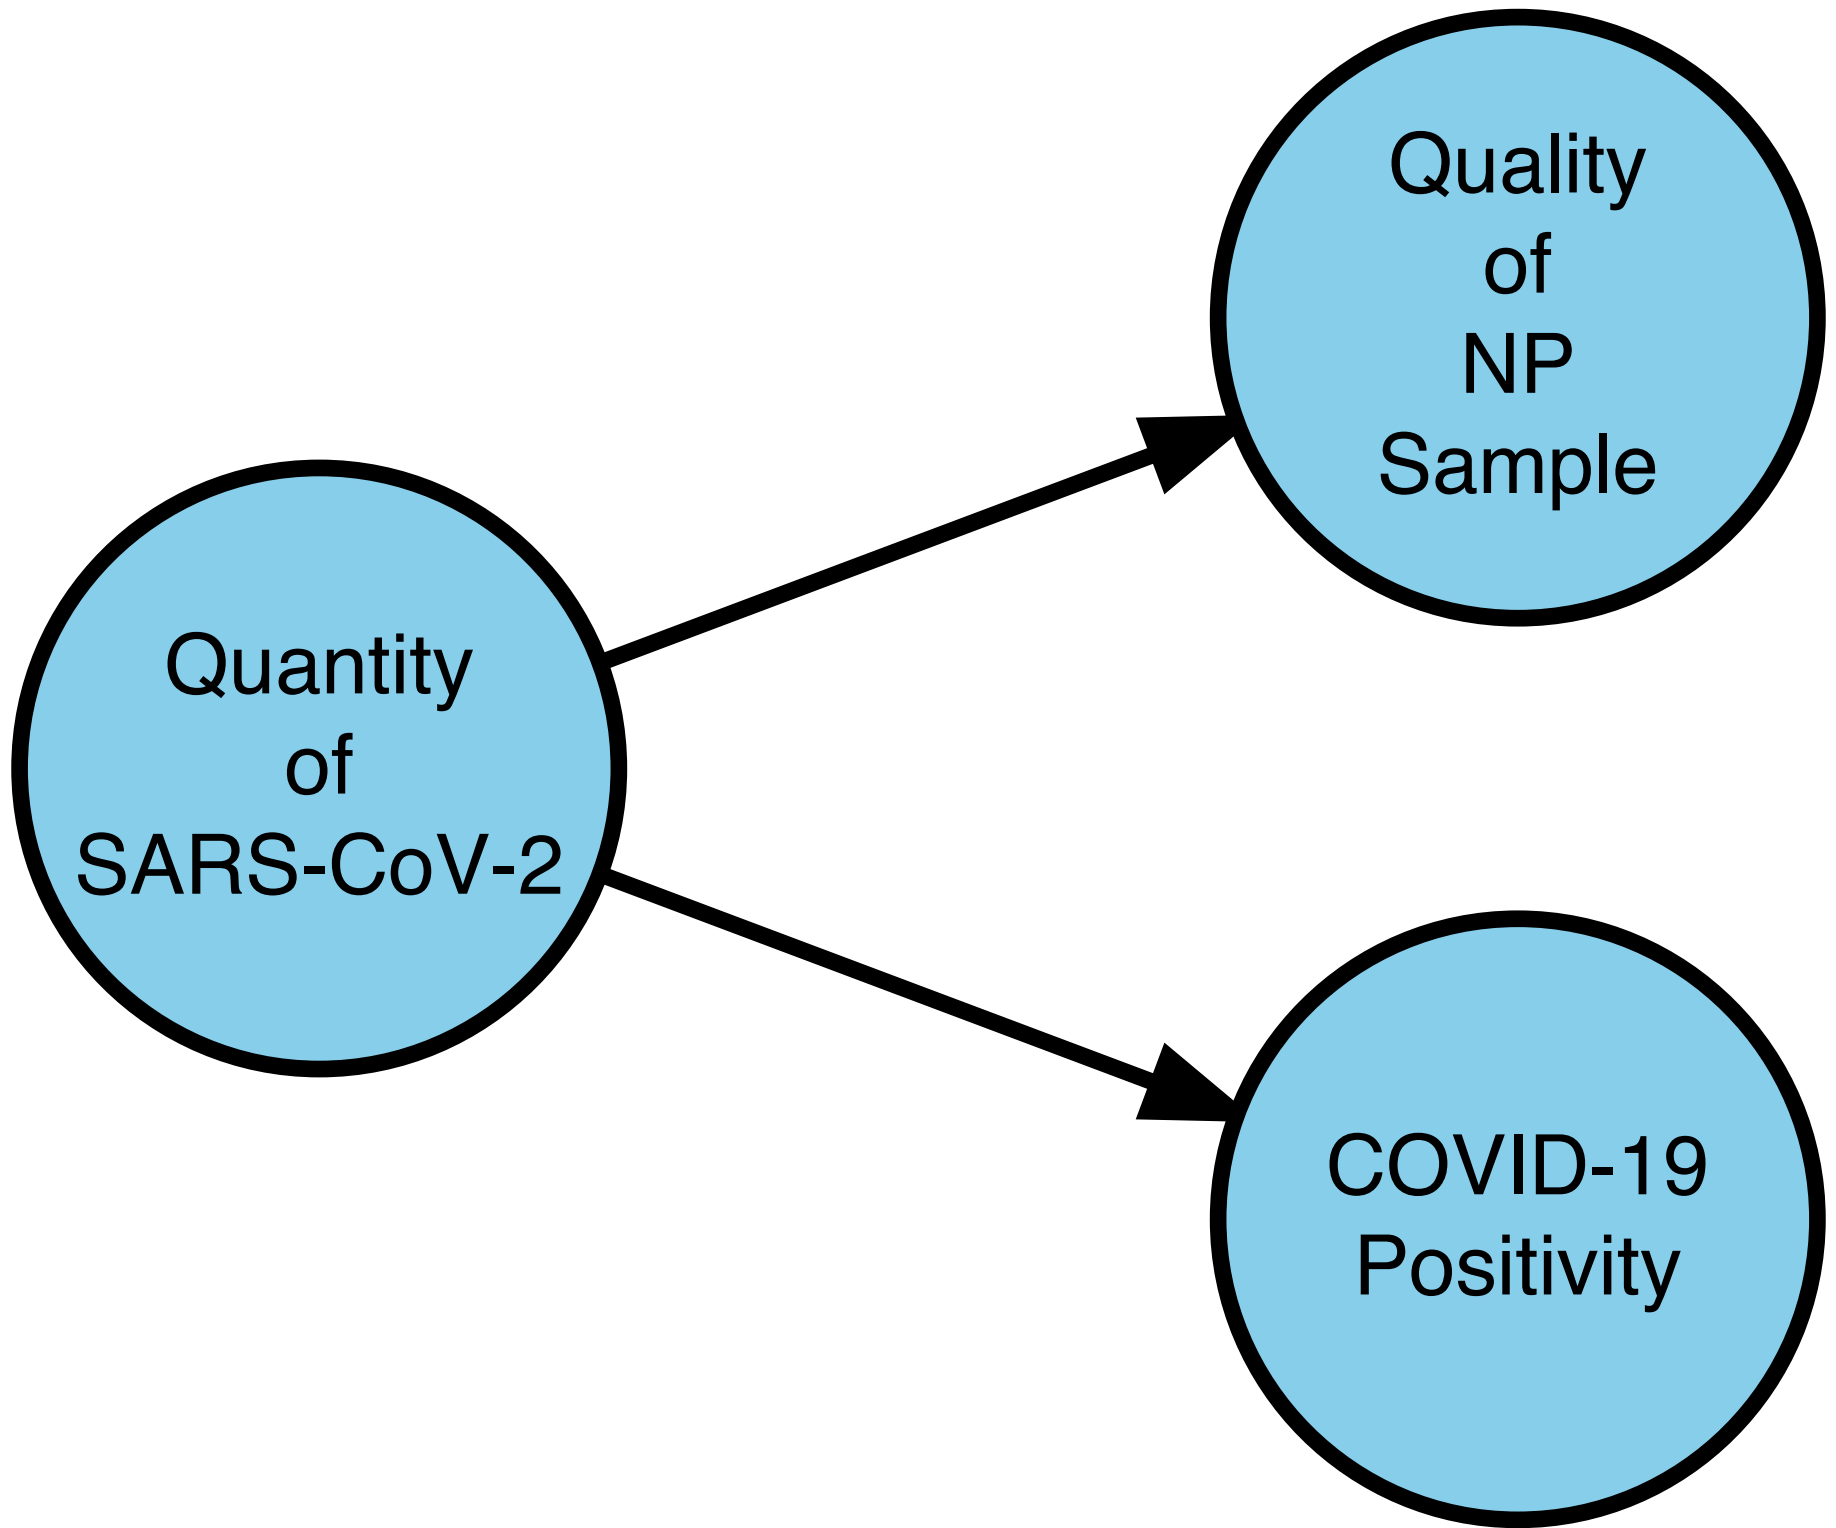 Quality
of
NP
Sample
Quantity
of
SARS-CoV-2
COVID-19
Positivity